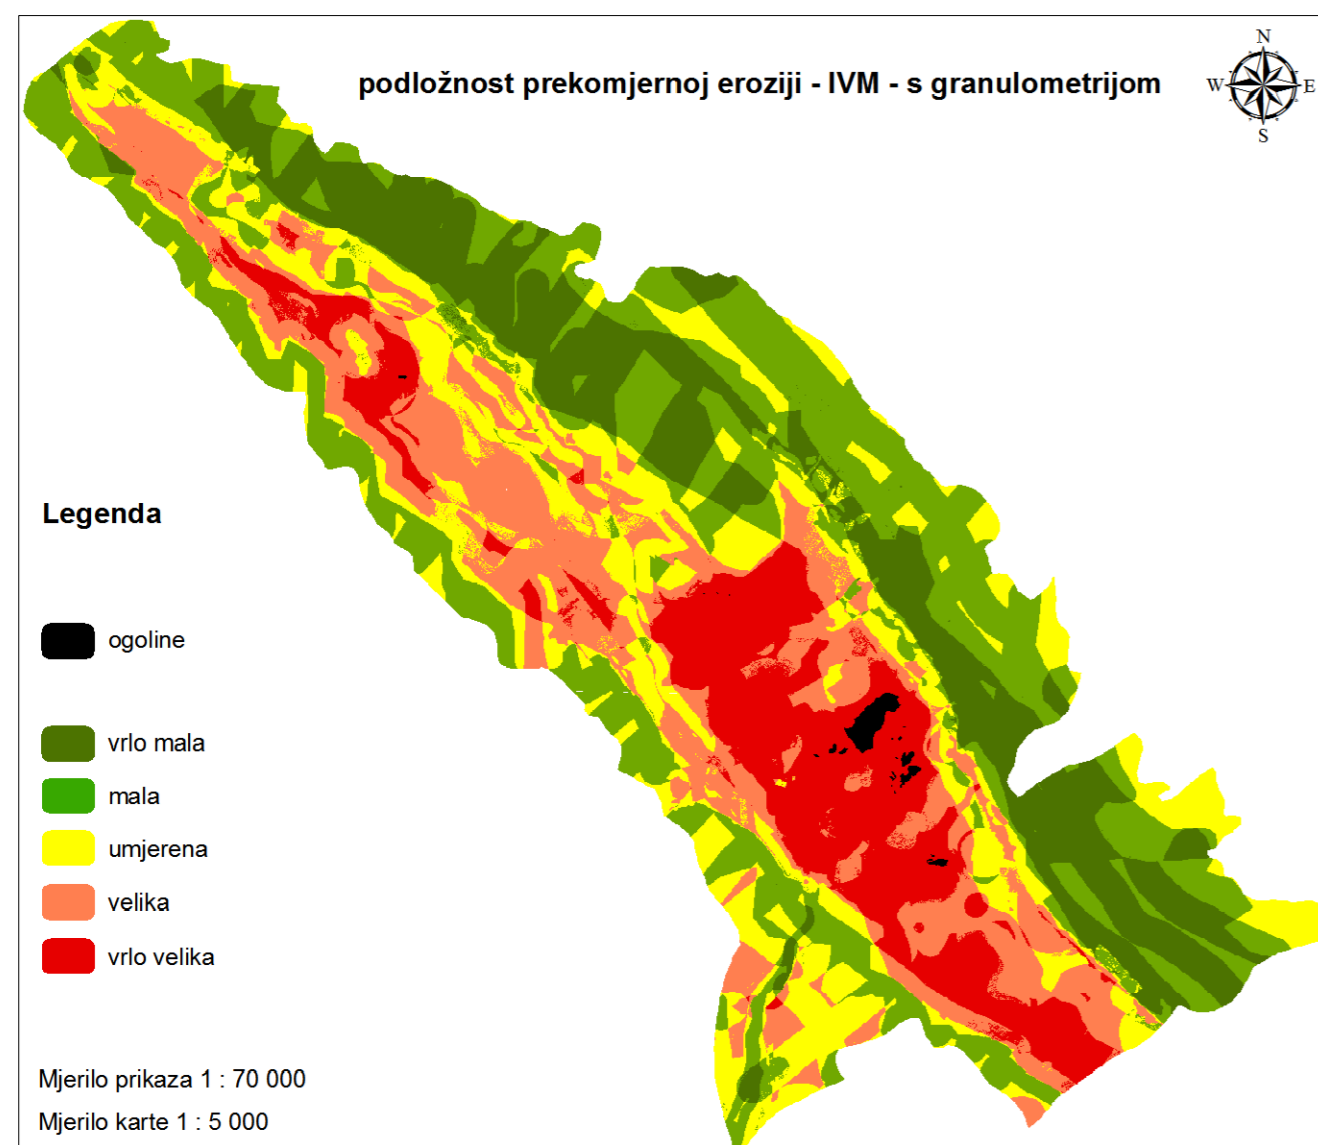 podložnost prekomjernoj eroziji - IVM - s granulometrijom
N
W E
S
Legenda
ogoline
vrlo mala
mala
umjerena
velika
vrlo velika
Mjerilo prikaza 1 : 70 000
Mjerilo karte 1 : 5 000